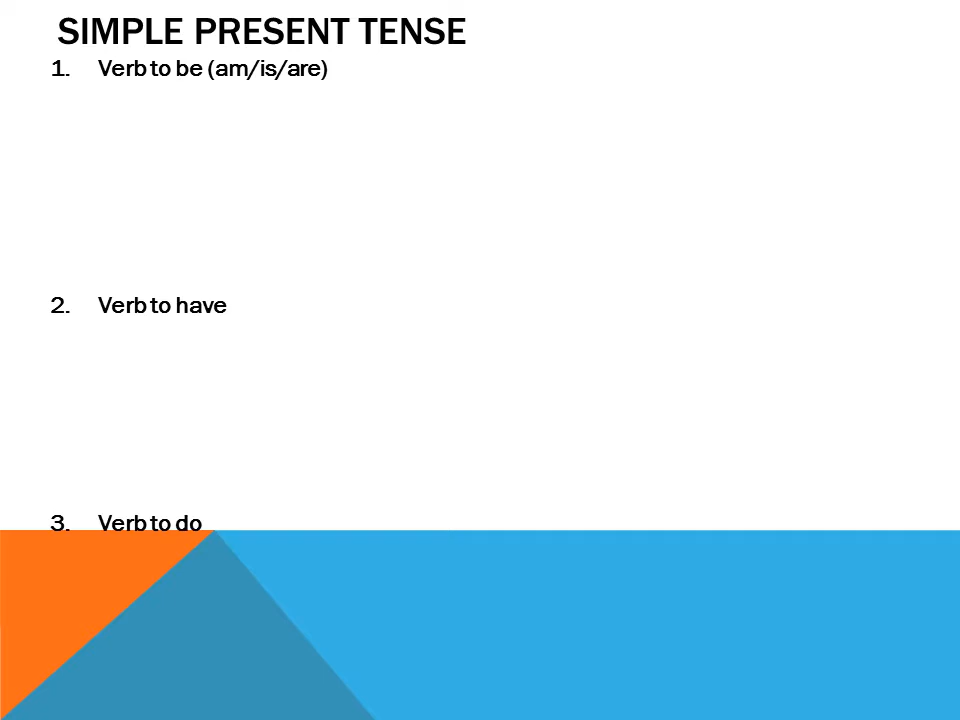 SIMPLE PRESENT TENSE
1. Verb to be (am/is/are)
2. Verb to have
3. Verb to do